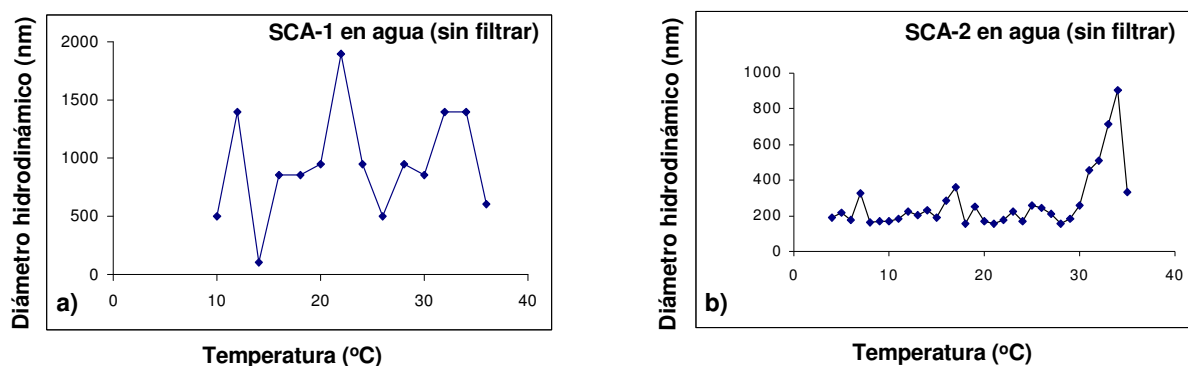 SCA-1 en agua (sin filtrar)
Diámetro hidrodinámico (nm)
2000
1500
1000
500
0
0
10
20
30
40
a)
Temperatura (ºC)
SCA-2 en agua (sin filtrar)
Diámetro hidrodinámico (nm)
1000
800
600
400
200
0
0
10
20
30
40
b)
Temperatura (ºC)